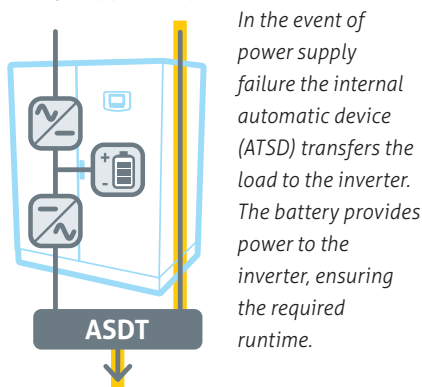 In the event of
power supply
failure the internal
automatic device
(ATSD) transfers the
load to the inverter.
The battery provides
power to the
inverter, ensuring
the required
runtime.
+
-
ASDT